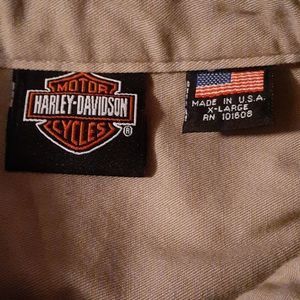 MOTOR
HARLEY-DAVIDSON
CYCLES
®
MADE IN U.S.A.
X-LARGE
RN 101608